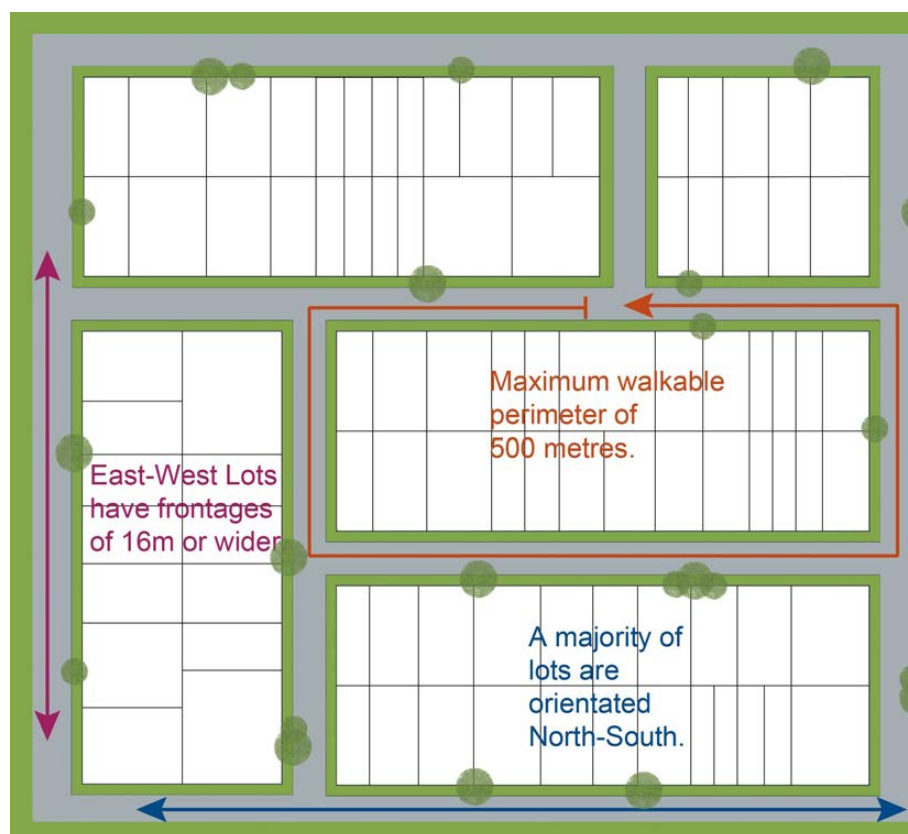 Maximum walkable
perimeter of
500 metres.
East-West Lots
have frontages
of 16m or wider.
A majority of
lots are
orientated
North-South.